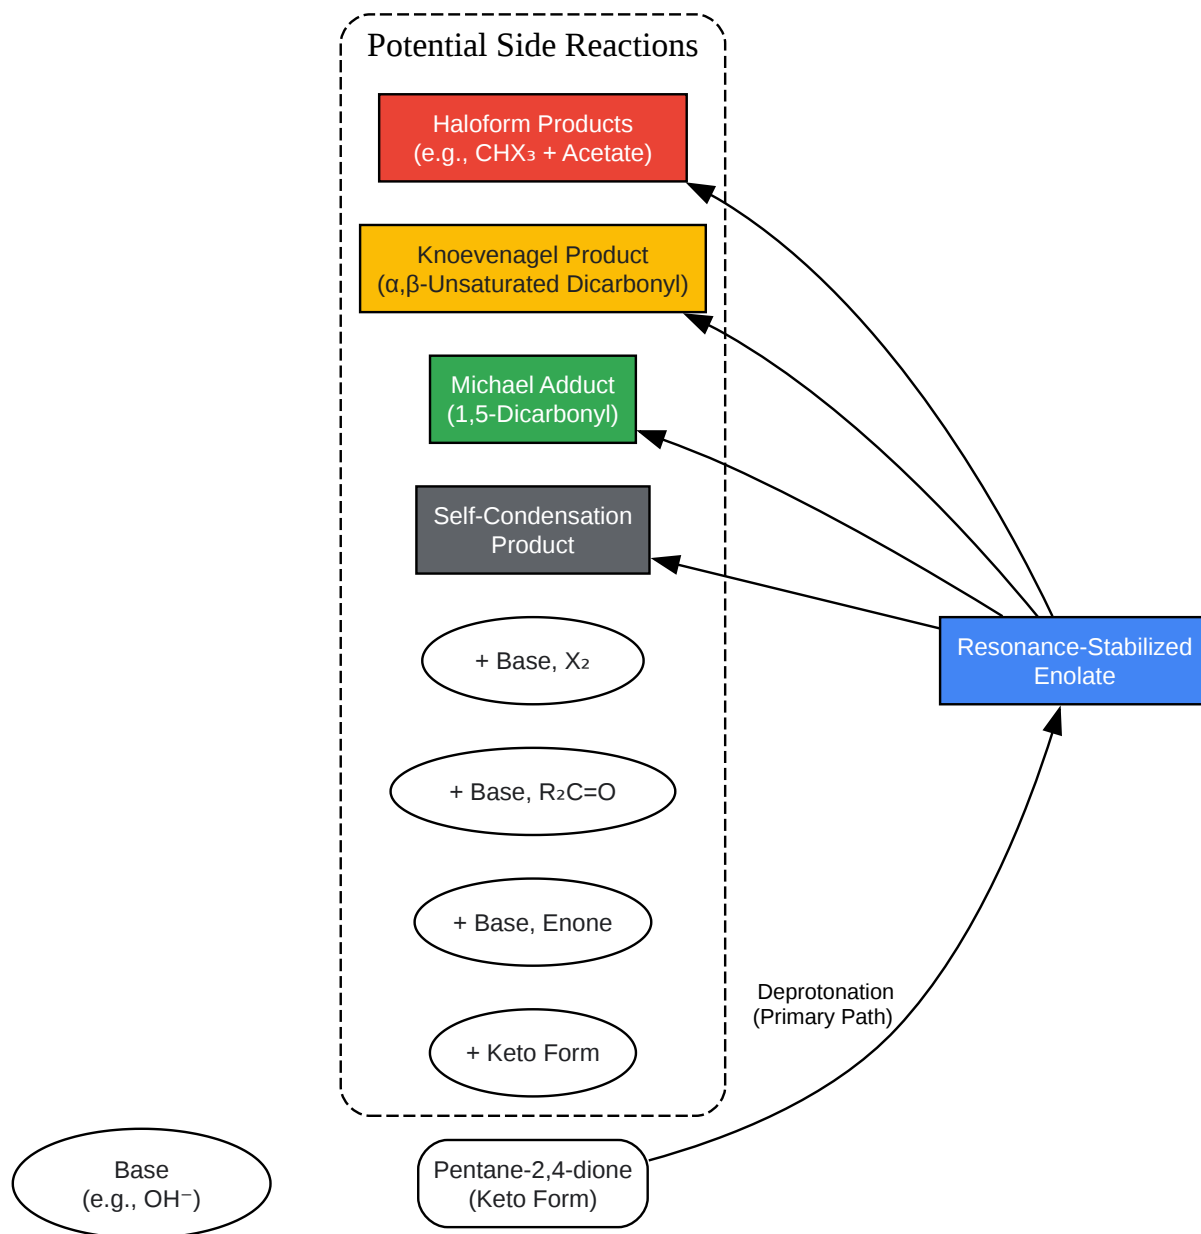 Potential Side Reactions
Haloform Products
(e.g., CHX₃ + Acetate)
Knoevenagel Product
(α,β-Unsaturated Dicarbonyl)
Michael Adduct
(1,5-Dicarbonyl)
Self-Condensation
Product
+ Base, X₂
Resonance-Stabilized
Enolate
+ Base, R₂C=O
+ Base, Enone
Deprotonation
(Primary Path)
+ Keto Form
Base
(e.g., OH⁻)
Pentane-2,4-dione
(Keto Form)